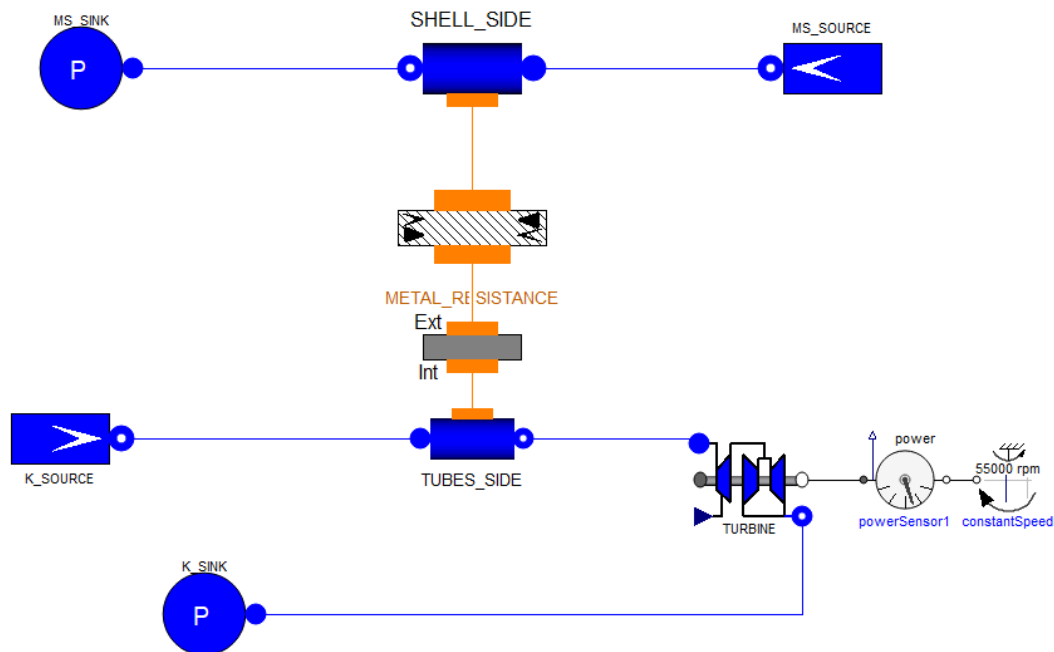 MS_SINK
SHELL_SIDE
MS_SOURCE
P
METAL_RESISTANCE
Ext
Int
K_SOURCE
TUBES_SIDE
power
55000 rpm
TURBINE
powerSensor1
constantSpeed
K_SINK
P